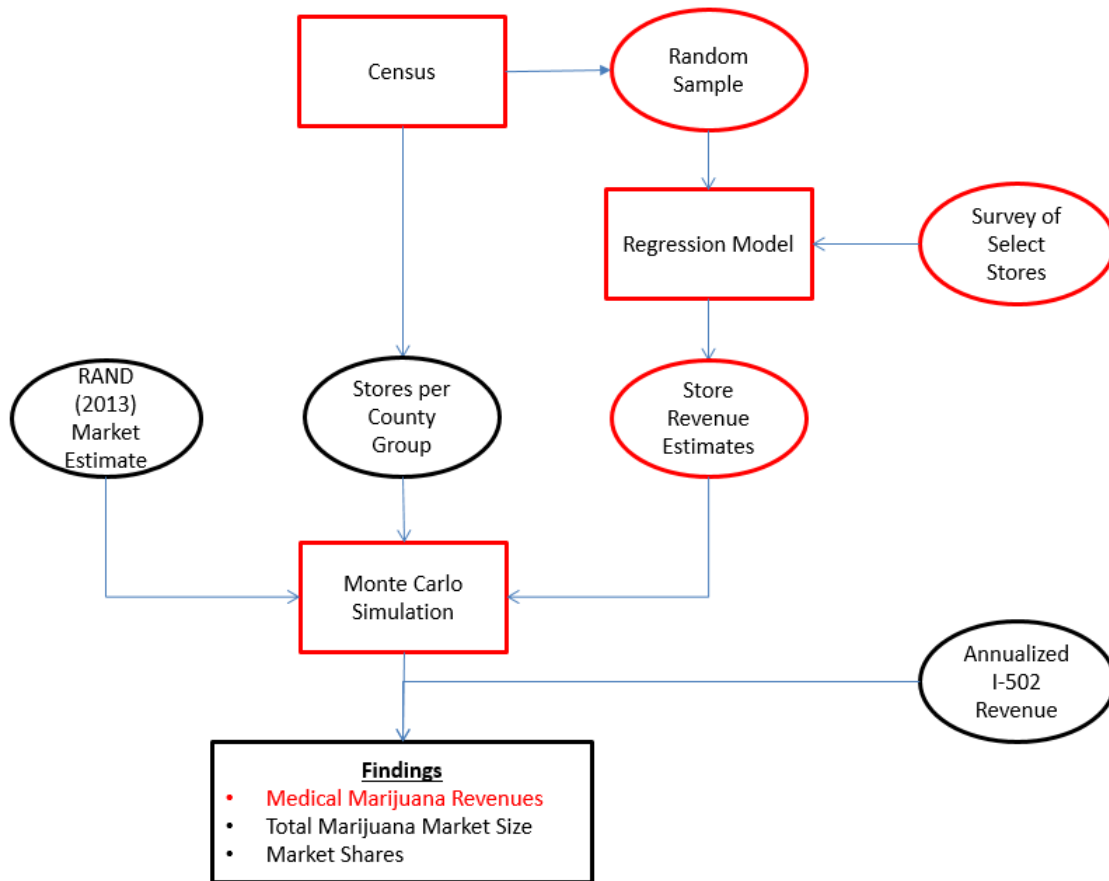 Census
Random
Sample
Regression Model
Survey of
Select
Stores
RAND
(2013)
Market
Estimate
Stores per
County
Group
Store
Revenue
Estimates
Monte Carlo
Simulation
Annualized
I-502
Revenue
Findings
• Medical Marijuana Revenues
• Total Marijuana Market Size
• Market Shares